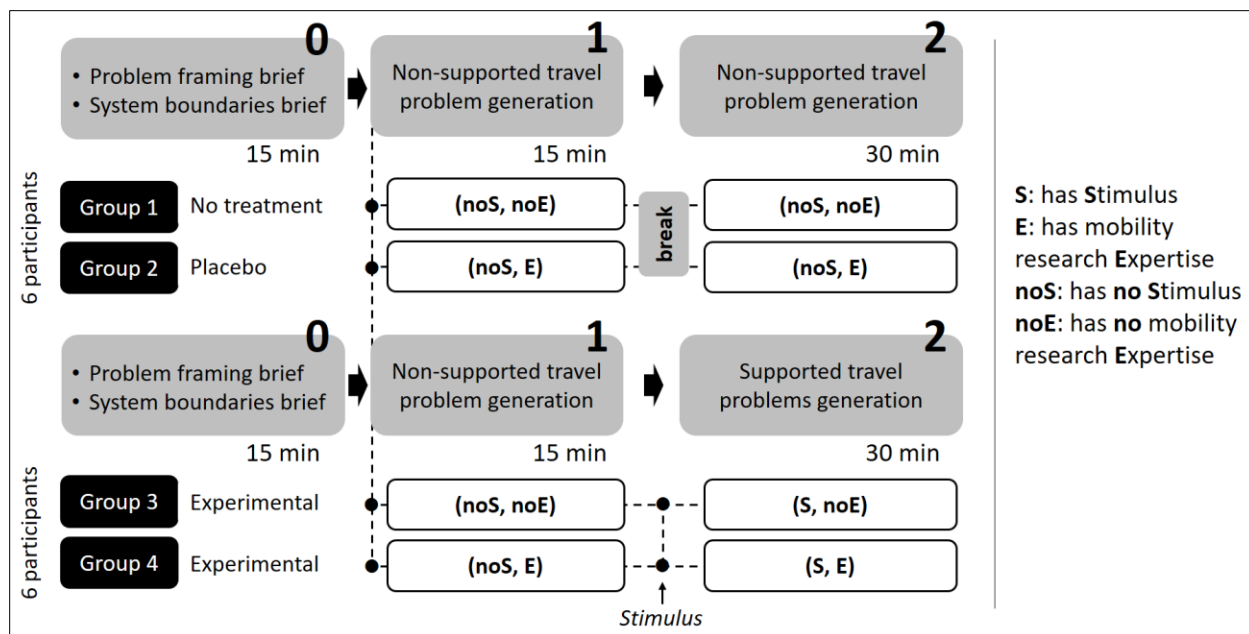 0
• Problem framing brief
• System boundaries brief
15 min
1
Non-supported travel
problem generation
15 min
2
Non-supported travel
problem generation
30 min
6 participants
Group 1 No treatment (noS, noE) (noS, noE)
break
Group 2 Placebo (noS, E) (noS, E)
0
• Problem framing brief
• System boundaries brief
15 min
1
Non-supported travel
problem generation
15 min
2
Supported travel
problems generation
30 min
6 participants
Group 3 Experimental (noS, noE) (S, noE)
Group 4 Experimental (noS, E) (S, E)
Stimulus
S: has Stimulus
E: has mobility
research Expertise
noS: has no Stimulus
noE: has no mobility
research Expertise